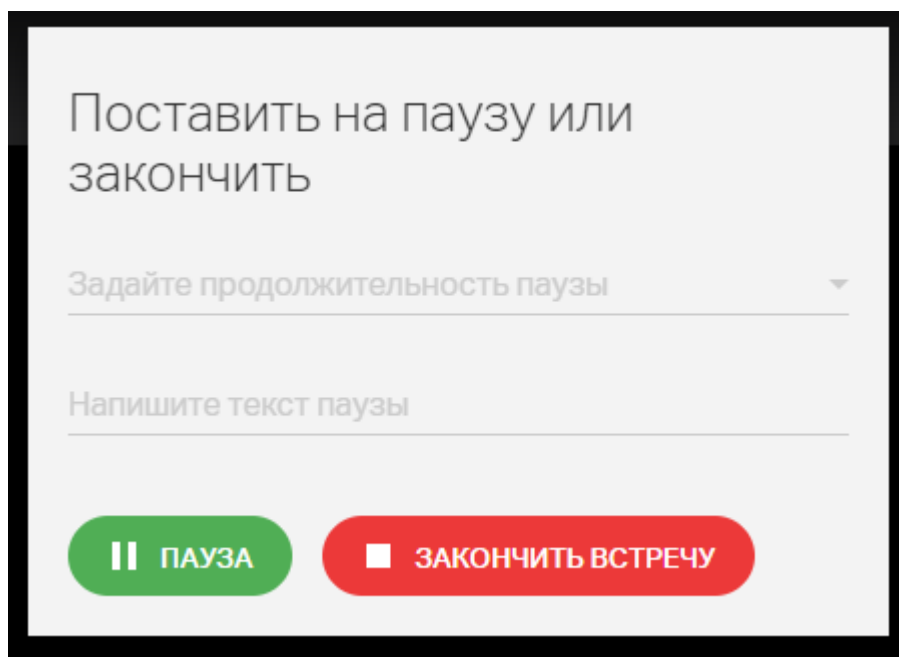 Поставить на паузу или
закончить
Задайте продолжительность паузы
Напишите текст паузы
ПАУЗА
ЗАКОНЧИТЬ ВСТРЕЧУ